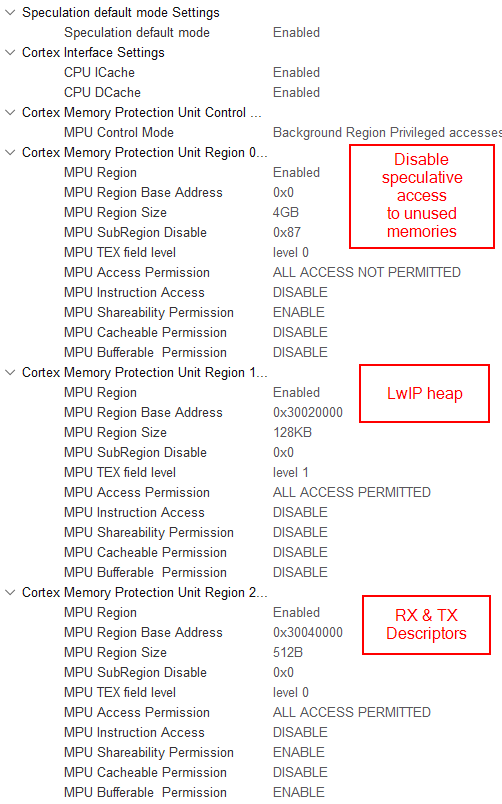 Speculation default mode Settings
Speculation default mode Enabled
Cortex Interface Settings
CPU ICache Enabled
CPU DCache Enabled
Cortex Memory Protection Unit Control ...
MPU Control Mode Background Region Privileged accesses
Cortex Memory Protection Unit Region 0...
MPU Region Enabled
MPU Region Base Address 0x0
MPU Region Size 4GB
MPU SubRegion Disable 0x87
MPU TEX field level level 0
MPU Access Permission ALL ACCESS NOT PERMITTED
MPU Instruction Access DISABLE
MPU Shareability Permission ENABLE
MPU Cacheable Permission DISABLE
MPU Bufferable  Permission DISABLE
Disable
speculative
access
to unused
memories
Cortex Memory Protection Unit Region 1...
MPU Region Enabled
MPU Region Base Address 0x30020000
MPU Region Size 128KB
MPU SubRegion Disable 0x0
MPU TEX field level level 1
MPU Access Permission ALL ACCESS PERMITTED
MPU Instruction Access DISABLE
MPU Shareability Permission DISABLE
MPU Cacheable Permission DISABLE
MPU Bufferable  Permission DISABLE
LwIP heap
Cortex Memory Protection Unit Region 2...
MPU Region Enabled
MPU Region Base Address 0x30040000
MPU Region Size 512B
MPU SubRegion Disable 0x0
MPU TEX field level level 0
MPU Access Permission ALL ACCESS PERMITTED
MPU Instruction Access DISABLE
MPU Shareability Permission ENABLE
MPU Cacheable Permission DISABLE
MPU Bufferable  Permission ENABLE
RX & TX
Descriptors